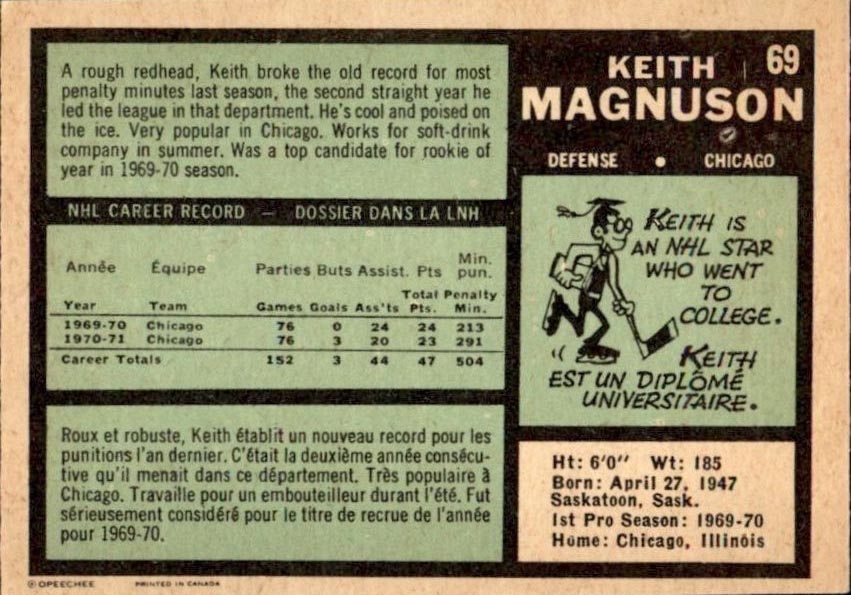 A rough redhead, Keith broke the old record for most
penalty minutes last season, the second straight year he
led the league in that department. He's cool and poised on
the ice. Very popular in Chicago. Works for soft-drink
company in summer. Was a top candidate for rookie of
year in 1969-70 season.
NHL CAREER RECORD — DOSSIER DANS LA LNH
Année Équipe Parties Buts Assist. Pts Min. pun.
Year Team Games Goals Ass'ts Total Pts. Penalty Min.
1969-70 Chicago 76 0 24 24 213
1970-71 Chicago 76 3 20 23 291
Career Totals 152 3 44 47 504
Roux et robuste, Keith établit un nouveau record pour les
punitions l'an dernier. C'était la deuxième année consécu-
tive qu'il menait dans ce département. Très populaire à
Chicago. Travaille pour un embouteilleur durant l'été. Fut
sérieusement considéré pour le titre de recrue de l'année
pour 1969-70.
© OPEECHEE PRINTED IN CANADA
69
KEITH
MAGNUSON
DEFENSE • CHICAGO
KEITH IS
AN NHL STAR
WHO WENT
TO
COLLEGE.
KEITH
EST UN DIPLÔMÉ
UNIVERSITAIRE.
Ht: 6'0" Wt: 185
Born: April 27, 1947
Saskatoon, Sask.
1st Pro Season: 1969-70
Home: Chicago, Illinois